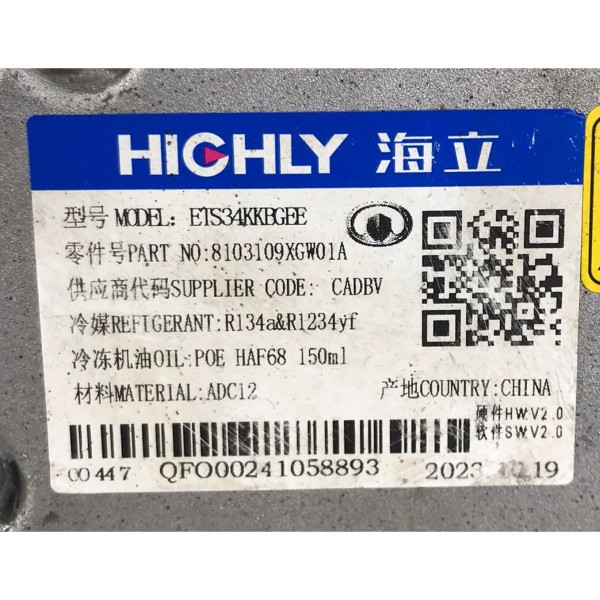 HIGHLY 海立
型号 MODEL: ETS34KKBGEE
零件号PART NO:8103109XGW01A
供应商代码SUPPLIER CODE: CADBV
冷媒REFIGERANT:R134a&R1234yf
冷冻机油OIL:POE HAF68 150ml
材料MATERIAL:ADC12 产地COUNTRY:CHINA
硬件HW.V2.0
软件SW.V2.0
00447 QFO00241058893 2023.10.19